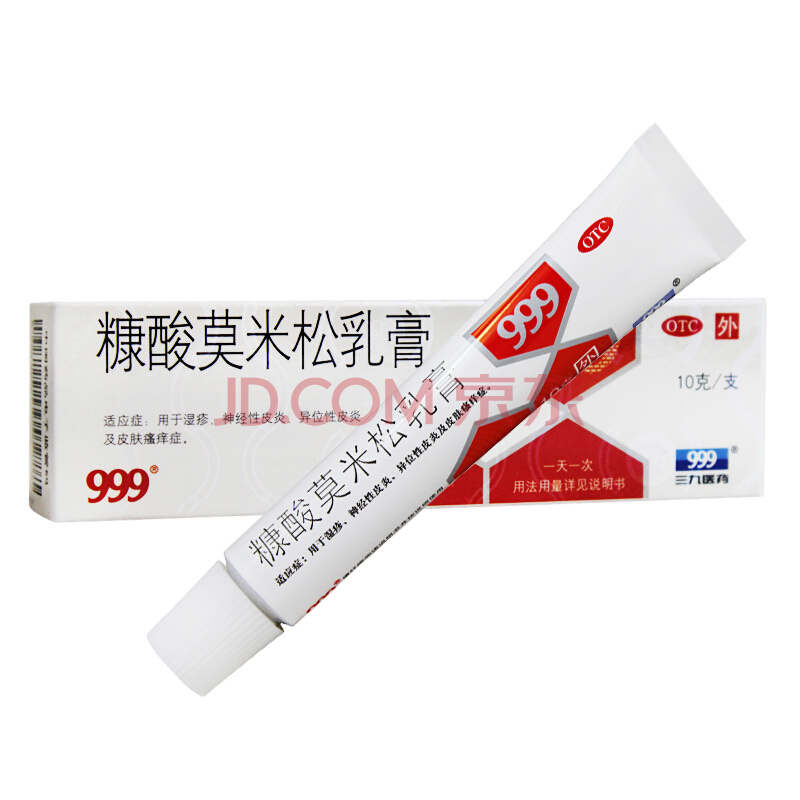 糠酸莫米松乳膏
适应症：用于湿疹、神经性皮炎、异位性皮炎
及皮肤瘙痒症。
999®
OTC
外
10克/支
999®
三九医药
一天一次
用法用量详见说明书
JD.COM 京东
OTC
999
糠酸莫米松乳膏
适应症：用于湿疹、神经性皮炎、异位性皮炎及皮肤瘙痒症。
999®